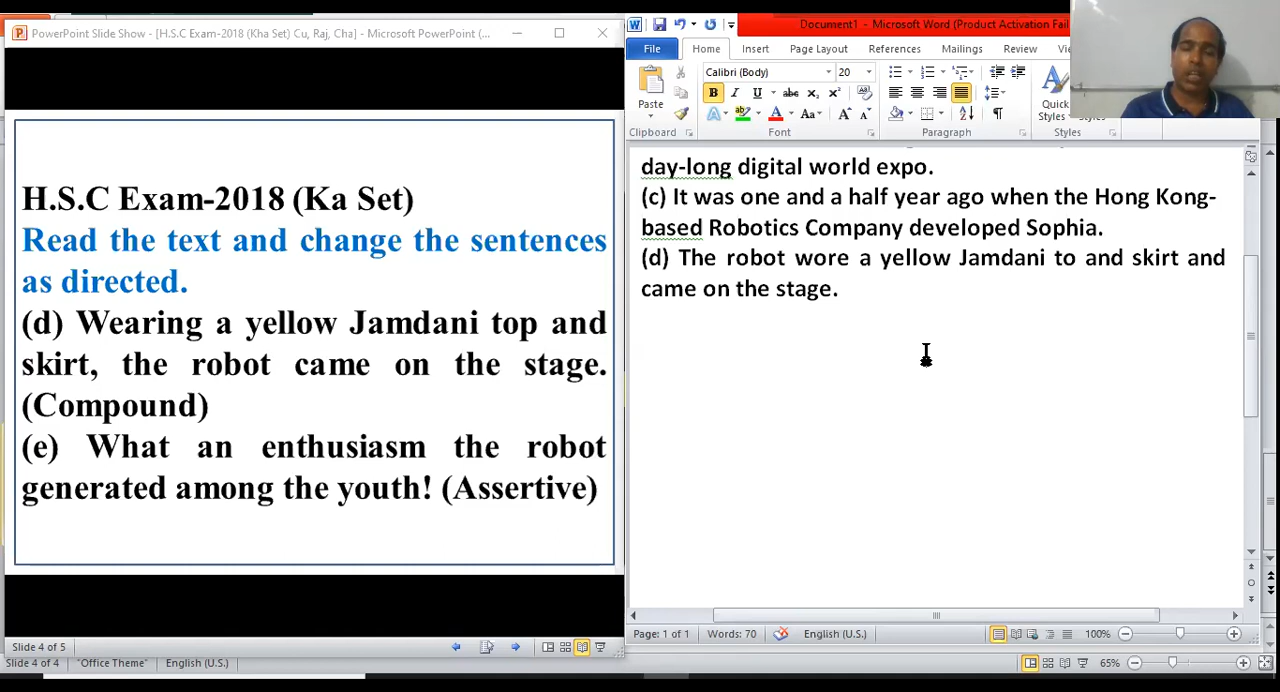 PowerPoint Slide Show - [H.S.C Exam-2018 (Kha Set) Cu, Raj, Cha] - Microsoft PowerPoint (...
H.S.C Exam-2018 (Ka Set)
Read the text and change the sentences
as directed.
(d) Wearing a yellow Jamdani top and
skirt, the robot came on the stage.
(Compound)
(e) What an enthusiasm the robot
generated among the youth! (Assertive)
Slide 4 of 5
Slide 4 of 4
"Office Theme"
English (U.S.)
Document1 - Microsoft Word (Product Activation Fail
File
Home
Insert
Page Layout
References
Mailings
Review
Paste
Clipboard
Calibri (Body)
20
Font
Paragraph
Quick
Styles
Styles
day-long digital world expo.
(c) It was one and a half year ago when the Hong Kong-
based Robotics Company developed Sophia.
(d) The robot wore a yellow Jamdani to and skirt and
came on the stage.
Page: 1 of 1
Words: 70
English (U.S.)
100%
65%